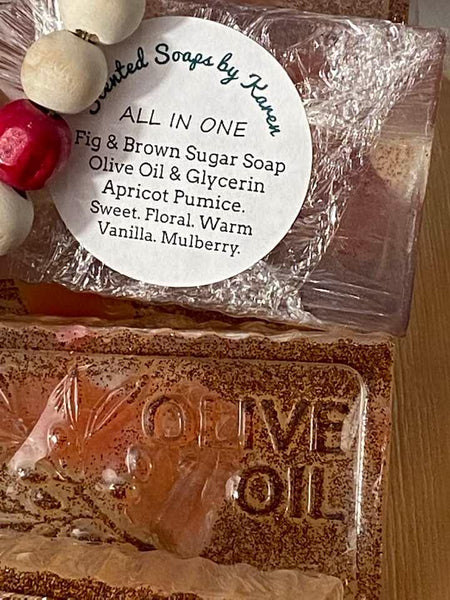 Scented Soaps by Karen
ALL IN ONE
Fig & Brown Sugar Soap
Olive Oil & Glycerin
Apricot Pumice.
Sweet. Floral. Warm
Vanilla. Mulberry.
OLIVE
OIL